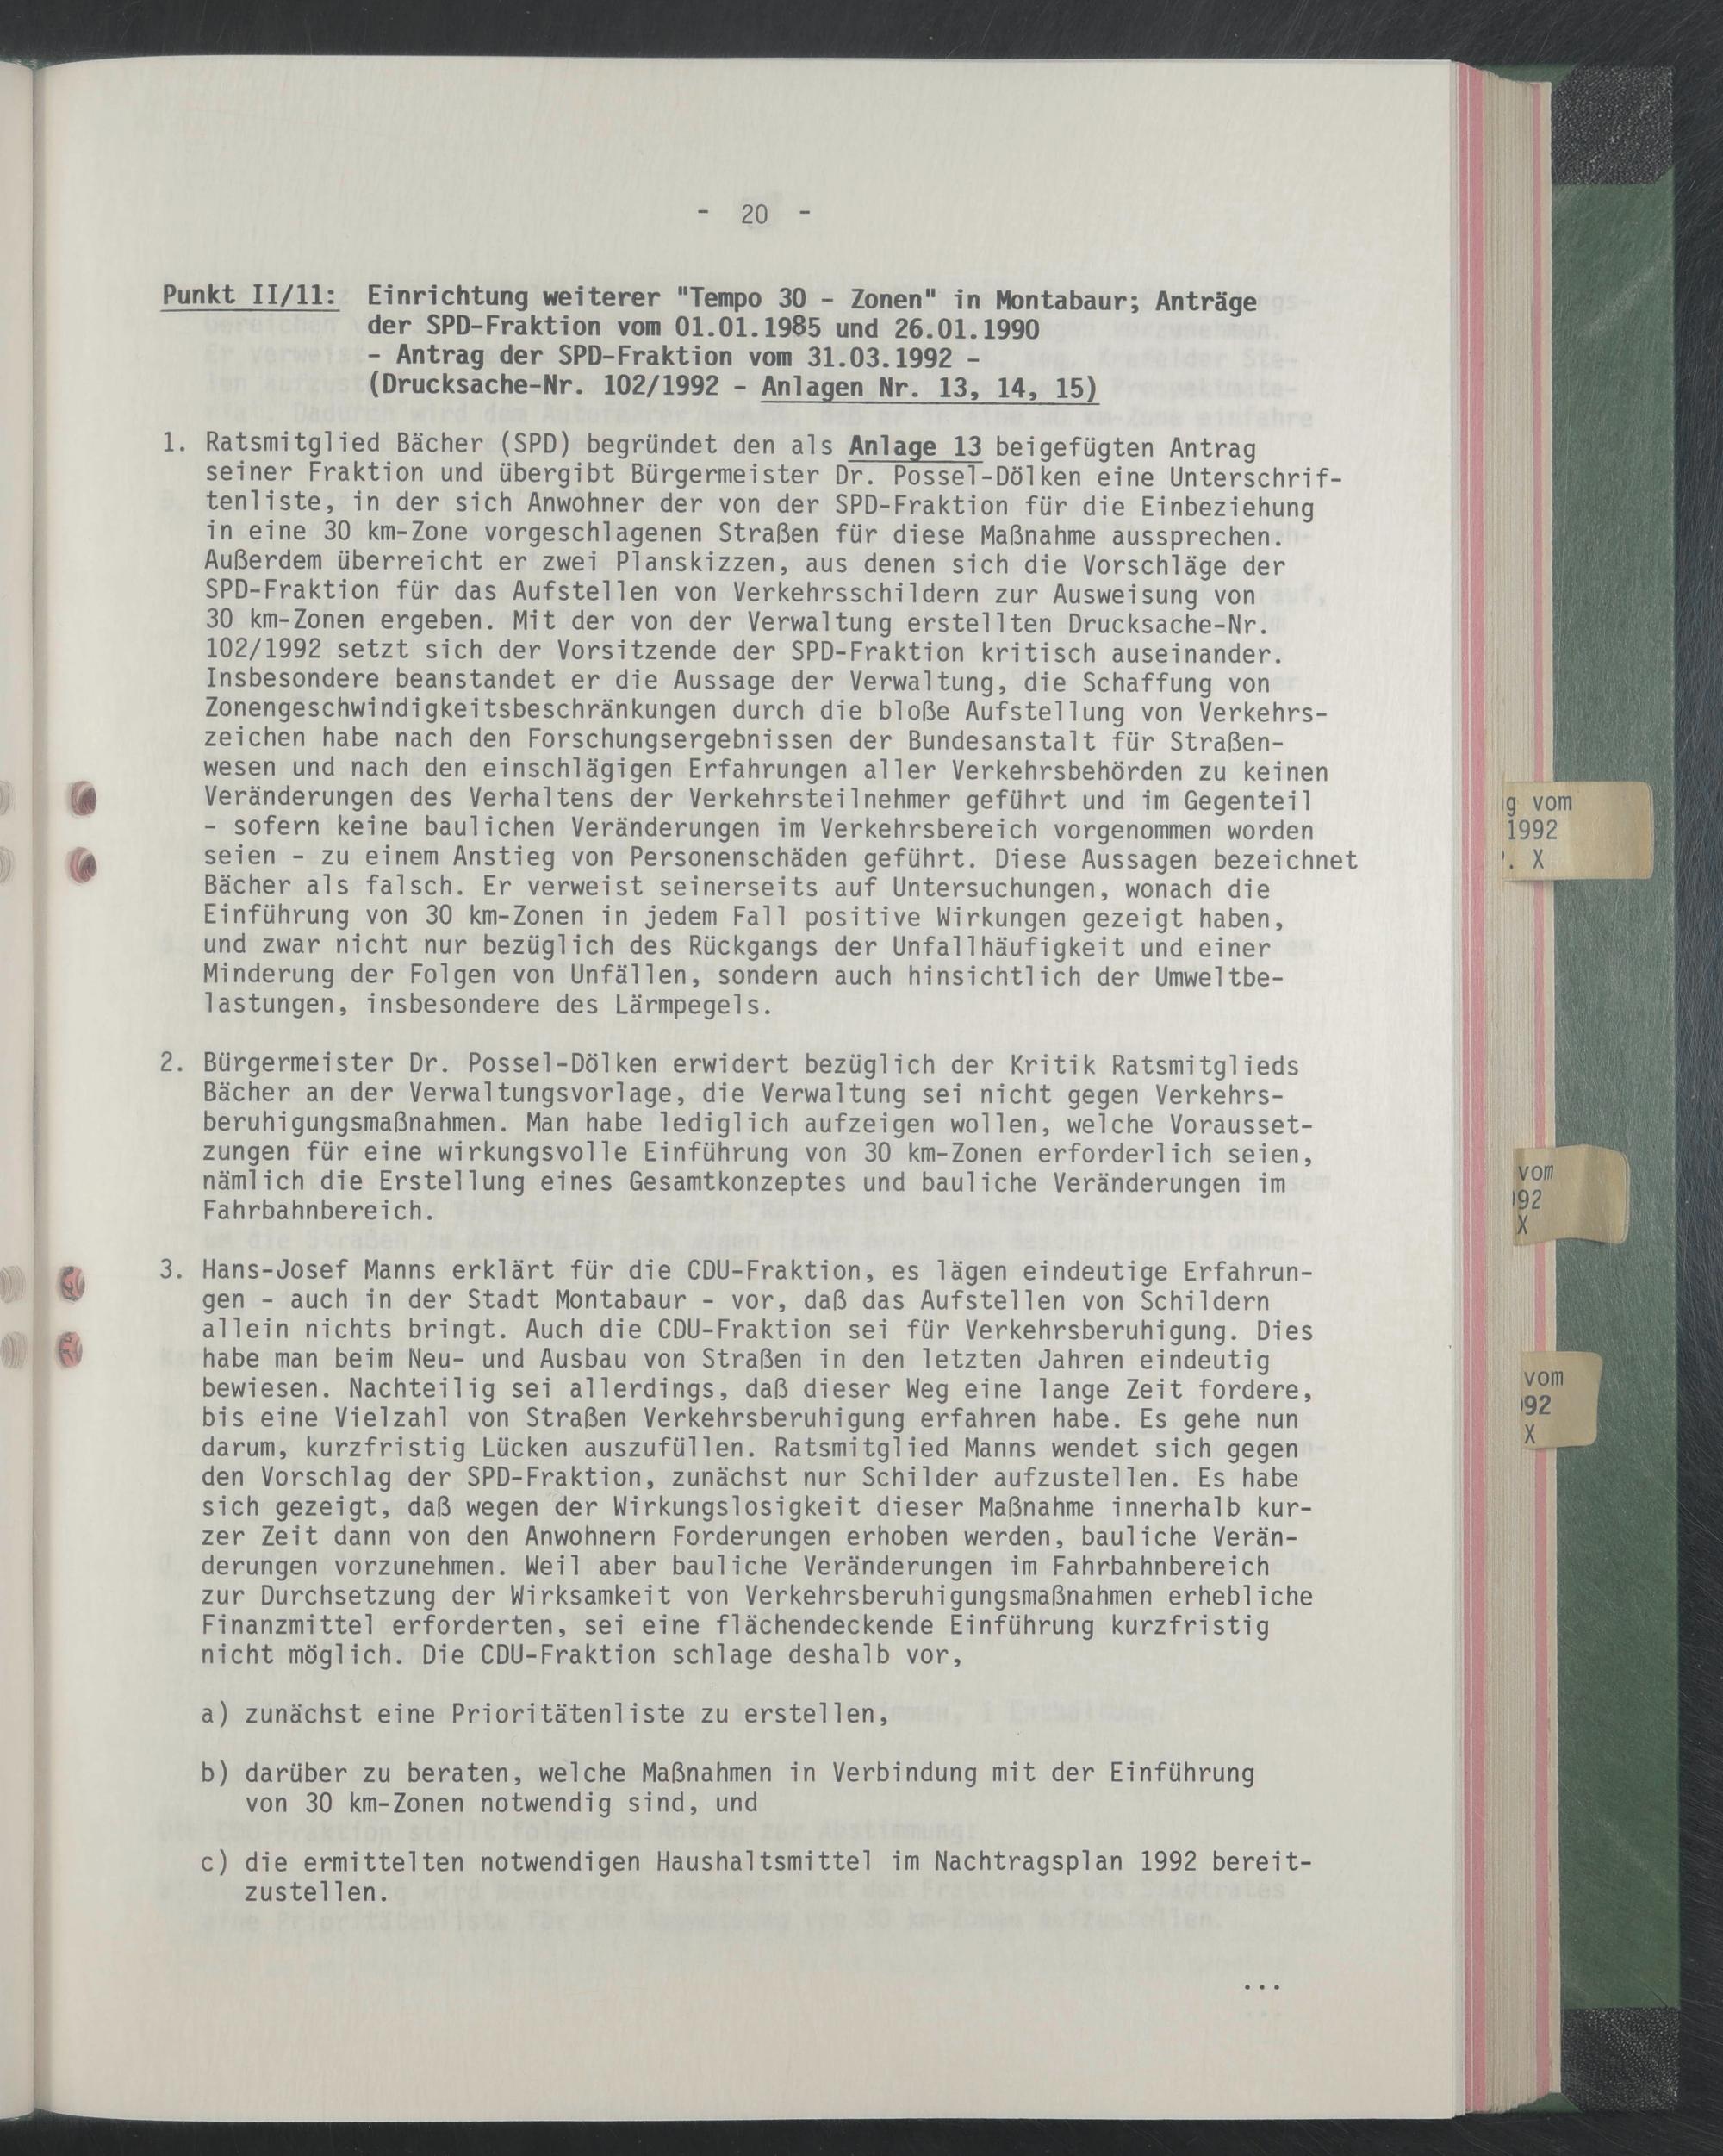 - 20 -
Punkt II/11: Einrichtung weiterer "Tempo 30 - Zonen" in Montabaur; Anträge
der SPD-Fraktion vom 01.01.1985 und 26.01.1990
- Antrag der SPD-Fraktion vom 31.03.1992 -
(Drucksache-Nr. 102/1992 - Anlagen Nr. 13, 14, 15)
1. Ratsmitglied Bächer (SPD) begründet den als Anlage 13 beigefügten Antrag
seiner Fraktion und übergibt Bürgermeister Dr. Possel-Dölken eine Unterschrif-
tenliste, in der sich Anwohner der von der SPD-Fraktion für die Einbeziehung
in eine 30 km-Zone vorgeschlagenen Straßen für diese Maßnahme aussprechen.
Außerdem überreicht er zwei Planskizzen, aus denen sich die Vorschläge der
SPD-Fraktion für das Aufstellen von Verkehrsschildern zur Ausweisung von
30 km-Zonen ergeben. Mit der von der Verwaltung erstellten Drucksache-Nr.
102/1992 setzt sich der Vorsitzende der SPD-Fraktion kritisch auseinander.
Insbesondere beanstandet er die Aussage der Verwaltung, die Schaffung von
Zonengeschwindigkeitsbeschränkungen durch die bloße Aufstellung von Verkehrs-
zeichen habe nach den Forschungsergebnissen der Bundesanstalt für Straßen-
wesen und nach den einschlägigen Erfahrungen aller Verkehrsbehörden zu keinen
Veränderungen des Verhaltens der Verkehrsteilnehmer geführt und im Gegenteil
- sofern keine baulichen Veränderungen im Verkehrsbereich vorgenommen worden
seien - zu einem Anstieg von Personenschäden geführt. Diese Aussagen bezeichnet
Bächer als falsch. Er verweist seinerseits auf Untersuchungen, wonach die
Einführung von 30 km-Zonen in jedem Fall positive Wirkungen gezeigt haben,
und zwar nicht nur bezüglich des Rückgangs der Unfallhäufigkeit und einer
Minderung der Folgen von Unfällen, sondern auch hinsichtlich der Umweltbe-
lastungen, insbesondere des Lärmpegels.
2. Bürgermeister Dr. Possel-Dölken erwidert bezüglich der Kritik Ratsmitglieds
Bächer an der Verwaltungsvorlage, die Verwaltung sei nicht gegen Verkehrs-
beruhigungsmaßnahmen. Man habe lediglich aufzeigen wollen, welche Vorausset-
zungen für eine wirkungsvolle Einführung von 30 km-Zonen erforderlich seien,
nämlich die Erstellung eines Gesamtkonzeptes und bauliche Veränderungen im
Fahrbahnbereich.
3. Hans-Josef Manns erklärt für die CDU-Fraktion, es lägen eindeutige Erfahrun-
gen - auch in der Stadt Montabaur - vor, daß das Aufstellen von Schildern
allein nichts bringt. Auch die CDU-Fraktion sei für Verkehrsberuhigung. Dies
habe man beim Neu- und Ausbau von Straßen in den letzten Jahren eindeutig
bewiesen. Nachteilig sei allerdings, daß dieser Weg eine lange Zeit fordere,
bis eine Vielzahl von Straßen Verkehrsberuhigung erfahren habe. Es gehe nun
darum, kurzfristig Lücken auszufüllen. Ratsmitglied Manns wendet sich gegen
den Vorschlag der SPD-Fraktion, zunächst nur Schilder aufzustellen. Es habe
sich gezeigt, daß wegen der Wirkungslosigkeit dieser Maßnahme innerhalb kur-
zer Zeit dann von den Anwohnern Forderungen erhoben werden, bauliche Verän-
derungen vorzunehmen. Weil aber bauliche Veränderungen im Fahrbahnbereich
zur Durchsetzung der Wirksamkeit von Verkehrsberuhigungsmaßnahmen erhebliche
Finanzmittel erforderten, sei eine flächendeckende Einführung kurzfristig
nicht möglich. Die CDU-Fraktion schlage deshalb vor,
a) zunächst eine Prioritätenliste zu erstellen,
b) darüber zu beraten, welche Maßnahmen in Verbindung mit der Einführung
von 30 km-Zonen notwendig sind, und
c) die ermittelten notwendigen Haushaltsmittel im Nachtragsplan 1992 bereit-
zustellen.
...
g vom
1992
. X
vom
92
X
vom
92
X